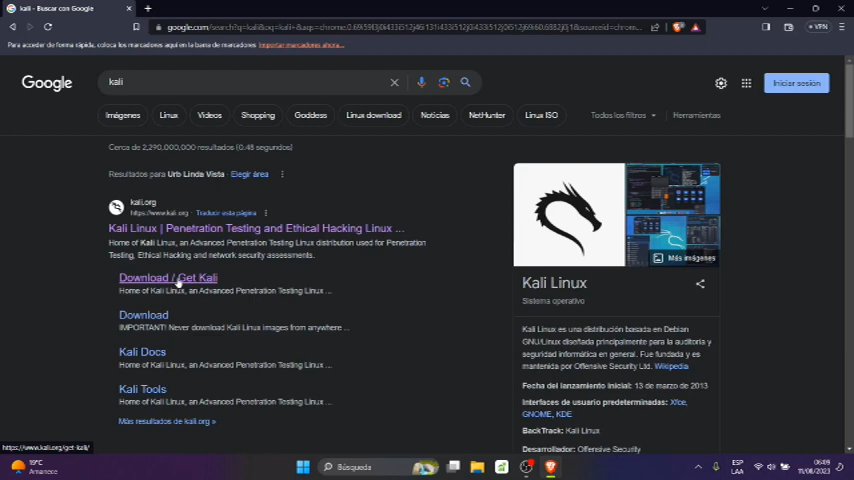 kali - Buscar con Google
google.com/search?q=kali&oq=kali+&aqs=chrome.
VPN
Para acceder de forma rápida, coloca los marcadores aquí en la barra de marcadores Importar marcadores ahora...
Google
kali
Iniciar sesión
Imágenes
Linux
Videos
Shopping
Goddess
Linux download
Noticias
NetHunter
Linux ISO
Todos los filtros
Herramientas
Cerca de 2,290,000,000 resultados (0.48 segundos)
Resultados para Urb Linda Vista · Elegir área
kali.org
https://www.kali.org · Traducir esta página
Kali Linux | Penetration Testing and Ethical Hacking Linux ...
Home of Kali Linux, an Advanced Penetration Testing Linux distribution used for Penetration
Testing, Ethical Hacking and network security assessments.
Download / Get Kali
Home of Kali Linux, an Advanced Penetration Testing Linux ...
Download
IMPORTANT! Never download Kali Linux images from anywhere ...
Kali Docs
Home of Kali Linux, an Advanced Penetration Testing Linux ...
Kali Tools
Home of Kali Linux, an Advanced Penetration Testing Linux ...
Más resultados de kali.org »
Más imágenes
Kali Linux
Sistema operativo
Kali Linux es una distribución basada en Debian
GNU/Linux diseñada principalmente para la auditoría y
seguridad informática en general. Fue fundada y es
mantenida por Offensive Security Ltd. Wikipedia
Fecha del lanzamiento inicial: 13 de marzo de 2013
Interfaces de usuario predeterminadas: Xfce,
GNOME, KDE
BackTrack: Kali Linux
Desarrollador: Offensive Security
https://www.kali.org/get-kali/
19°C
Amanece
Búsqueda
ESP
LAA
06:09
11/08/2023